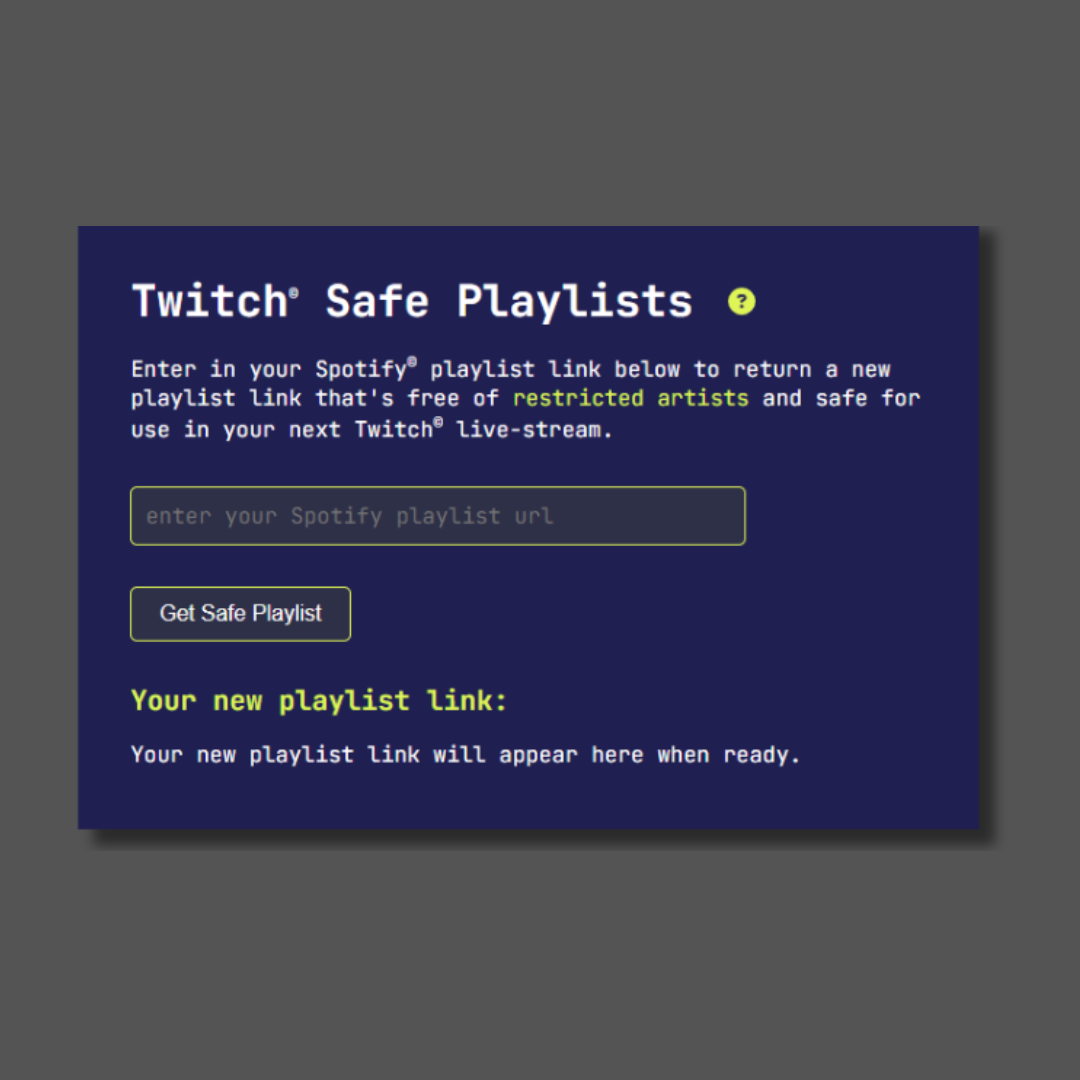 Twitch© Safe Playlists ?
Enter in your Spotify© playlist link below to return a new
playlist link that's free of restricted artists and safe for
use in your next Twitch© live-stream.
enter your Spotify playlist url
Get Safe Playlist
Your new playlist link:
Your new playlist link will appear here when ready.